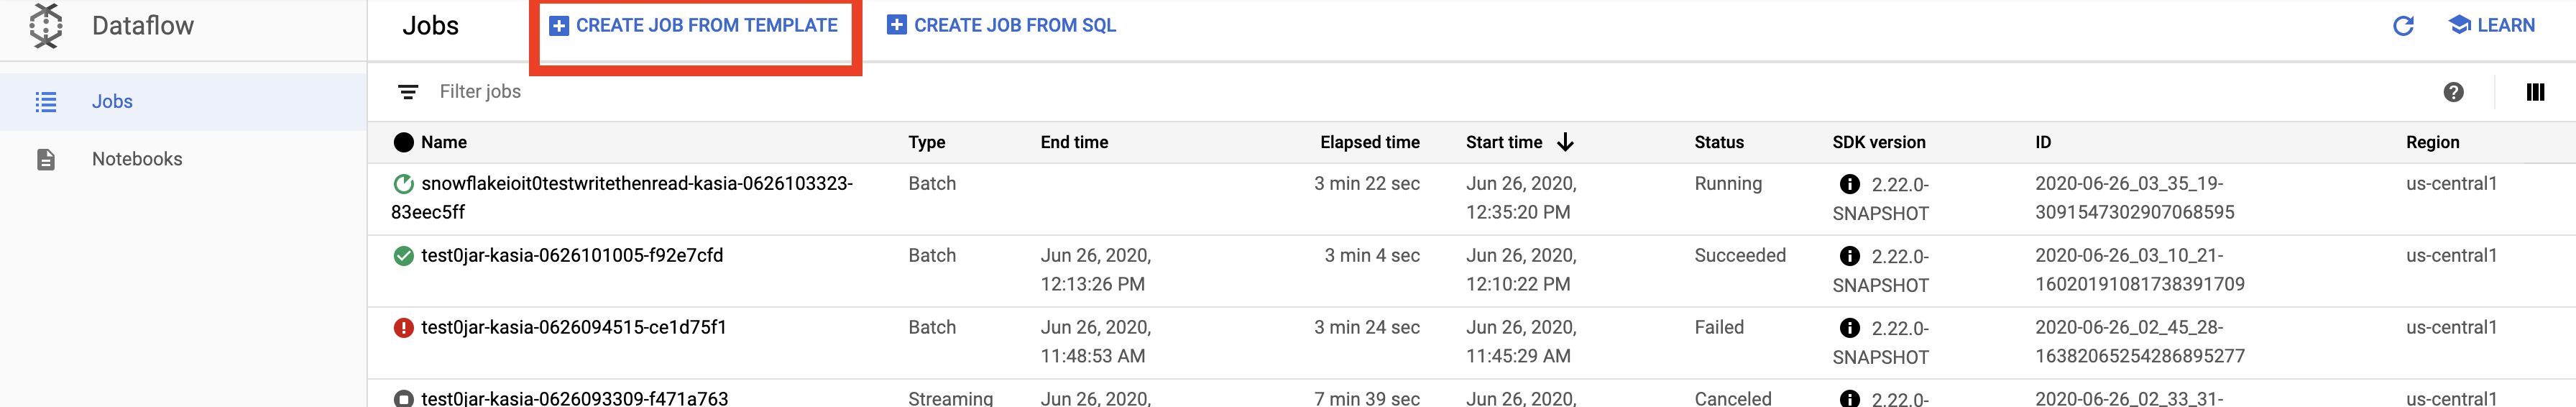 Dataflow
Jobs
CREATE JOB FROM TEMPLATE
CREATE JOB FROM SQL
LEARN
Jobs
Notebooks
Filter jobs
Name Type End time Elapsed time Start time Status SDK version ID Region
snowflakeioit0testwritethenread-kasia-0626103323- Batch 3 min 22 sec Jun 26, 2020, Running 2.22.0- 2020-06-26_03_35_19- us-central1
83eec5ff 12:35:20 PM SNAPSHOT 3091547302907068595
test0jar-kasia-0626101005-f92e7cfd Batch Jun 26, 2020, 3 min 4 sec Jun 26, 2020, Succeeded 2.22.0- 2020-06-26_03_10_21- us-central1
12:13:26 PM 12:10:22 PM SNAPSHOT 16020191081738391709
test0jar-kasia-0626094515-ce1d75f1 Batch Jun 26, 2020, 3 min 24 sec Jun 26, 2020, Failed 2.22.0- 2020-06-26_02_45_28- us-central1
11:48:53 AM 11:45:29 AM SNAPSHOT 16382065254286895277
test0jar-kasia-0626093309-f471a763 Streaming Jun 26, 2020, 7 min 39 sec Jun 26, 2020, Canceled 2.22.0- 2020-06-26_02_33_31- us-central1